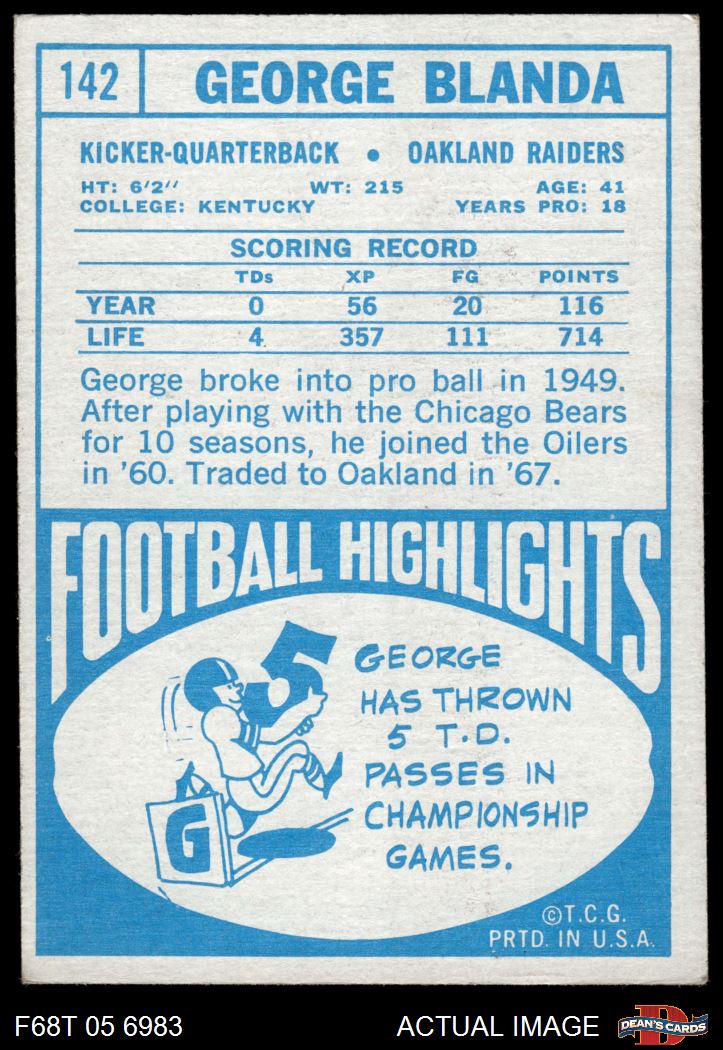 142 GEORGE BLANDA
KICKER-QUARTERBACK • OAKLAND RAIDERS
HT: 6'2" WT: 215 AGE: 41
COLLEGE: KENTUCKY YEARS PRO: 18
SCORING RECORD
TDs XP FG POINTS
YEAR 0 56 20 116
LIFE 4 357 111 714
George broke into pro ball in 1949.
After playing with the Chicago Bears
for 10 seasons, he joined the Oilers
in '60. Traded to Oakland in '67.
FOOTBALL HIGHLIGHTS
5
G
GEORGE
HAS THROWN
5 T.D.
PASSES IN
CHAMPIONSHIP
GAMES.
©T.C.G.
PRTD. IN U.S.A.
F68T 05 6983 ACTUAL IMAGE D DEAN'S CARDS